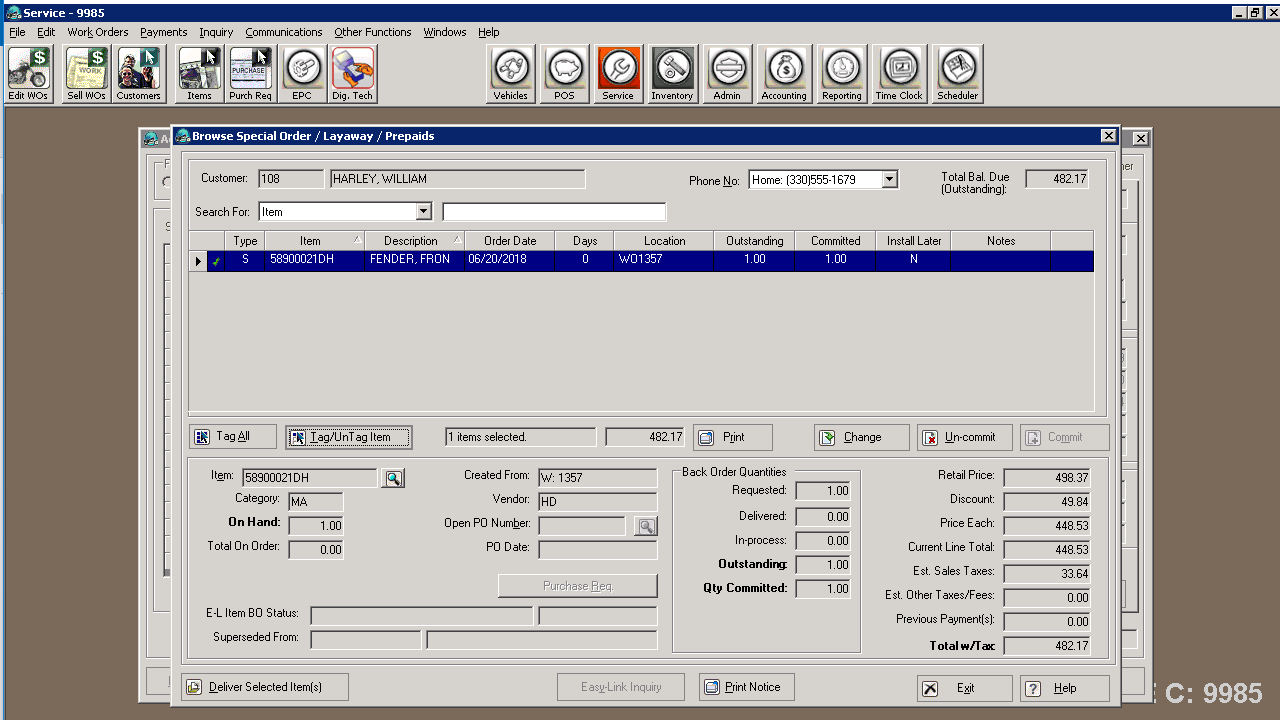 Service - 9985
File Edit Work Orders Payments Inquiry Communications Other Functions Windows Help
$ $
WORK PURCHASE
Edit WOs Sell WOs Customers Items Purch Req EPC Dig. Tech Vehicles POS Service Inventory Admin Accounting Reporting Time Clock Scheduler
Browse Special Order / Layaway / Prepaids
Customer: 108 HARLEY, WILLIAM Phone No: Home: (330)555-1679 Total Bal. Due (Outstanding): 482.17
Search For: Item
Type Item Description Order Date Days Location Outstanding Committed Install Later Notes
S 58900021DH FENDER, FRON 06/20/2018 0 WO1357 1.00 1.00 N
Tag All Tag/UnTag Item 1 items selected. 482.17 Print Change Un-commit Commit
Item: 58900021DH Created From: W: 1357 Back Order Quantities Retail Price: 498.37
Category: MA Vendor: HD Requested: 1.00 Discount: 49.84
On Hand: 1.00 Open PO Number: Delivered: 0.00 Price Each: 448.53
Total On Order: 0.00 PO Date: In-process: 0.00 Current Line Total: 448.53
Outstanding: 1.00 Est. Sales Taxes: 33.64
Purchase Req. Qty Committed: 1.00 Est. Other Taxes/Fees: 0.00
E-L Item BO Status: Previous Payment(s): 0.00
Superseded From: Total w/Tax: 482.17
Deliver Selected Item(s) Easy-Link Inquiry Print Notice Exit Help
C: 9985